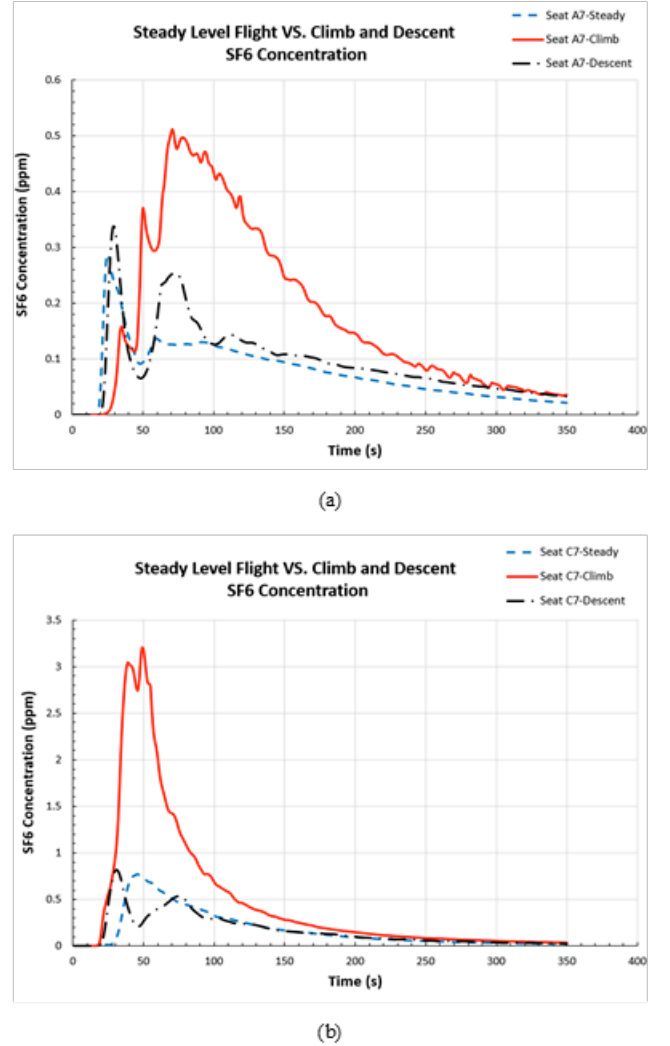 Steady Level Flight VS. Climb and Descent
SF6 Concentration
Seat A7-Steady
Seat A7-Climb
Seat A7-Descent
SF6 Concentration (ppm)
0.6
0.5
0.4
0.3
0.2
0.1
0
0 50 100 150 200 250 300 350 400
Time (s)
(a)
Steady Level Flight VS. Climb and Descent
SF6 Concentration
Seat C7-Steady
Seat C7-Climb
Seat C7-Descent
SF6 Concentration (ppm)
3.5
3
2.5
2
1.5
1
0.5
0
0 50 100 150 200 250 300 350 400
Time (s)
(b)